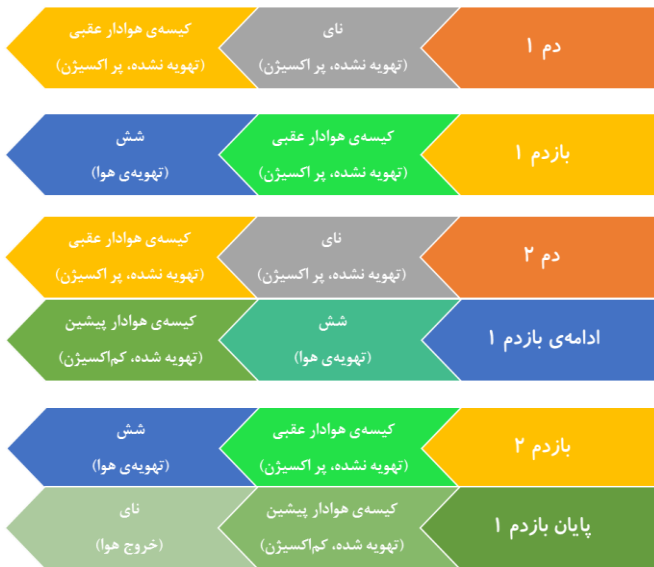 دم ۱
نای
(تهویه نشده، پر اکسیژن)
کیسه‌ی هوادار عقبی
(تهویه نشده، پر اکسیژن)
بازدم ۱
کیسه‌ی هوادار عقبی
(تهویه نشده، پر اکسیژن)
شش
(تهویه‌ی هوا)
دم ۲
نای
(تهویه نشده، پر اکسیژن)
کیسه‌ی هوادار عقبی
(تهویه نشده، پر اکسیژن)
ادامه‌ی بازدم ۱
شش
(تهویه‌ی هوا)
کیسه‌ی هوادار پیشین
(تهویه شده، کم‌اکسیژن)
بازدم ۲
کیسه‌ی هوادار عقبی
(تهویه نشده، پر اکسیژن)
شش
(تهویه‌ی هوا)
پایان بازدم ۱
کیسه‌ی هوادار پیشین
(تهویه شده، کم‌اکسیژن)
نای
(خروج هوا)